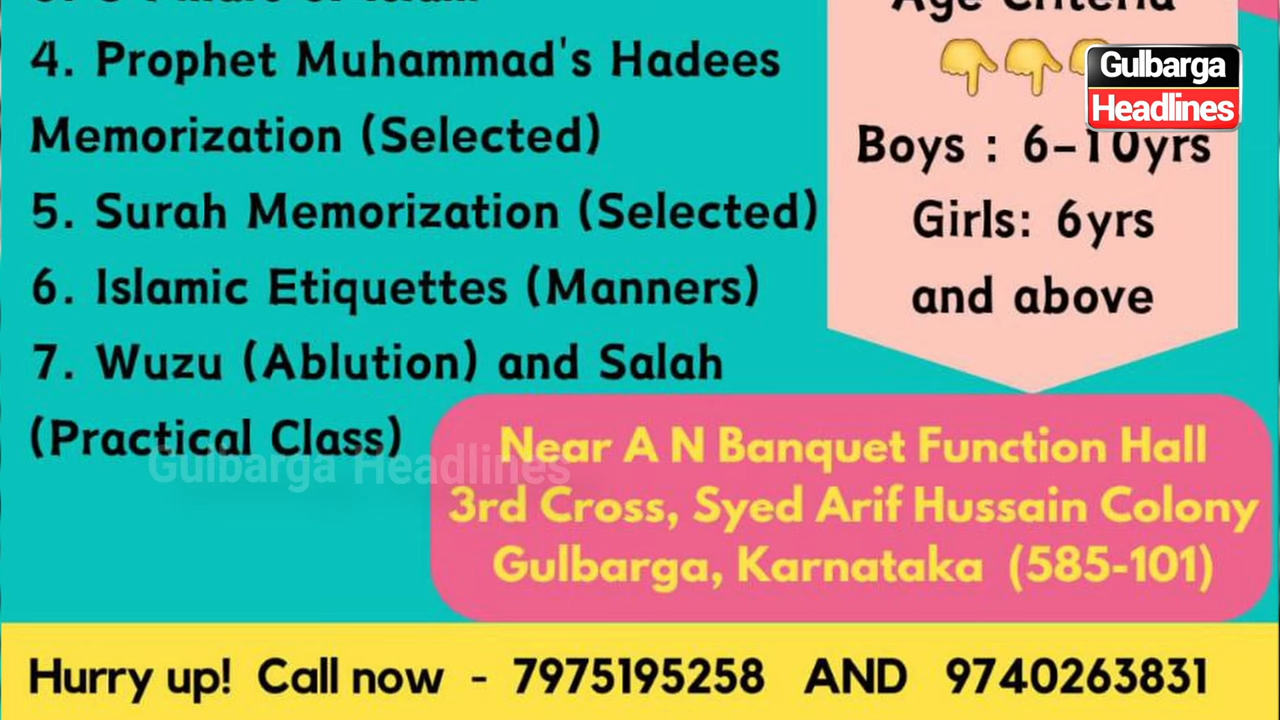 4. Prophet Muhammad's Hadees
Memorization (Selected)
5. Surah Memorization (Selected)
6. Islamic Etiquettes (Manners)
7. Wuzu (Ablution) and Salah
(Practical Class)
Age Criteria
Boys : 6-10yrs
Girls: 6yrs
and above
Gulbarga
Headlines
Gulbarga Headlines
Near A N Banquet Function Hall
3rd Cross, Syed Arif Hussain Colony
Gulbarga, Karnataka (585-101)
Hurry up! Call now - 7975195258 AND 9740263831